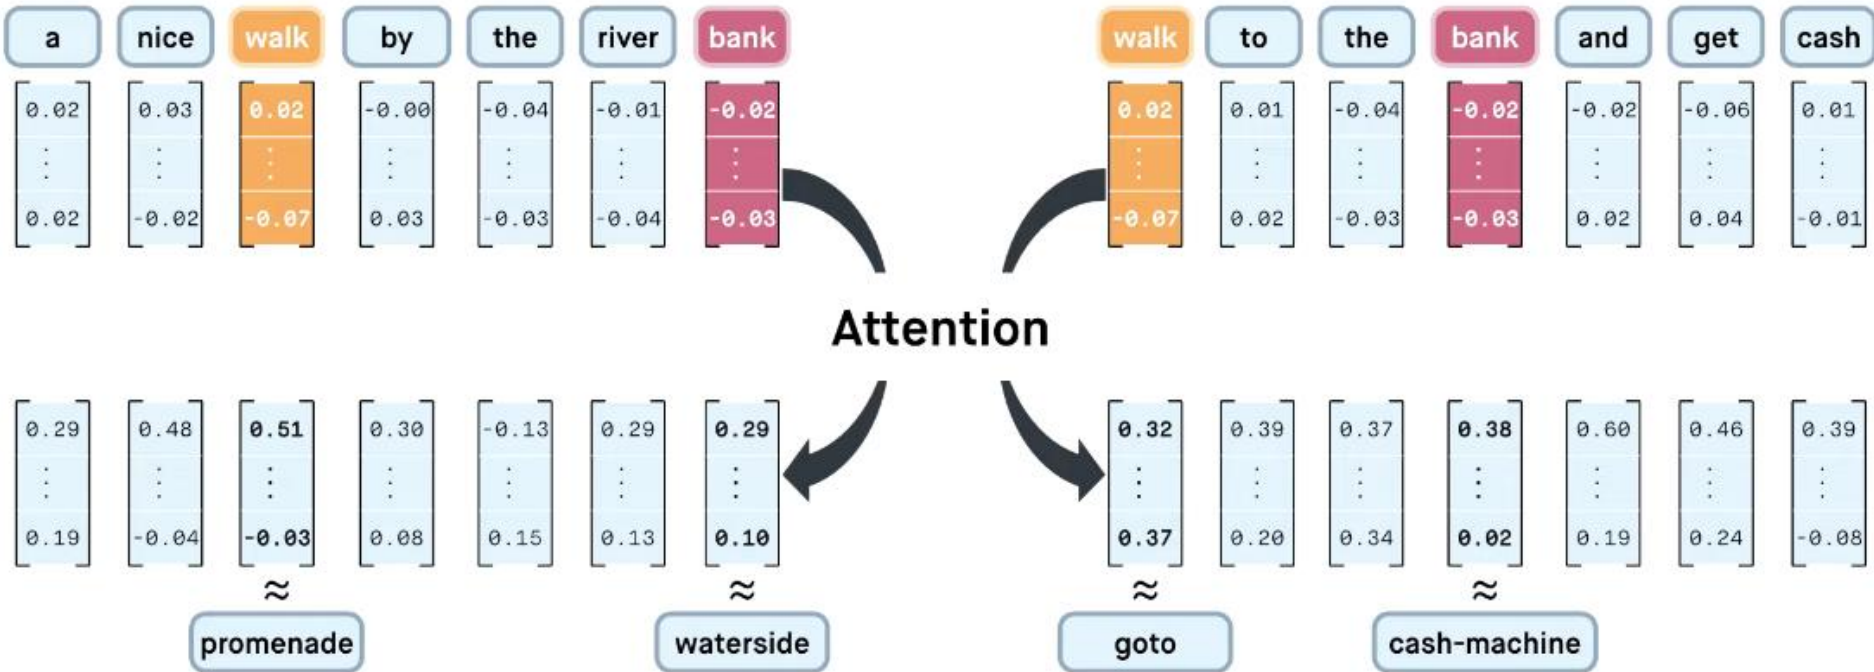 a nice walk by the river bank walk to the bank and get cash
0.02 0.03 0.02 -0.00 -0.04 -0.01 -0.02 0.02 0.01 -0.04 -0.02 -0.02 -0.06 0.01
⋮ ⋮ ⋮ ⋮ ⋮ ⋮ ⋮ ⋮ ⋮ ⋮ ⋮ ⋮ ⋮ ⋮
0.02 -0.02 -0.07 0.03 -0.03 -0.04 -0.03 -0.07 0.02 -0.03 -0.03 0.02 0.04 -0.01
Attention
0.29 0.48 0.51 0.30 -0.13 0.29 0.29 0.32 0.39 0.37 0.38 0.60 0.46 0.39
⋮ ⋮ ⋮ ⋮ ⋮ ⋮ ⋮ ⋮ ⋮ ⋮ ⋮ ⋮ ⋮ ⋮
0.19 -0.04 -0.03 0.08 0.15 0.13 0.10 0.37 0.20 0.34 0.02 0.19 0.24 -0.08
≈ ≈ ≈ ≈
promenade waterside goto cash-machine